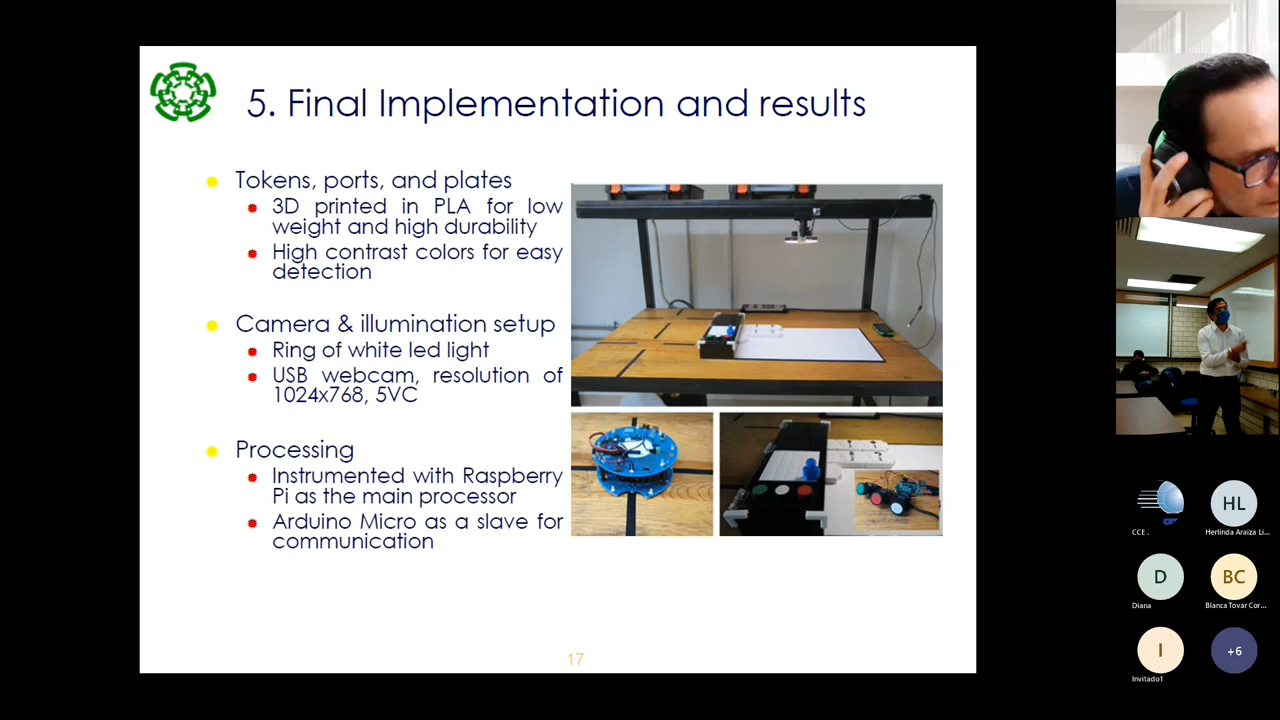 5. Final Implementation and results
Tokens, ports, and plates
3D printed in PLA for low
weight and high durability
High contrast colors for easy
detection
Camera & illumination setup
Ring of white led light
USB webcam, resolution of
1024x768, 5VC
Processing
Instrumented with Raspberry
Pi as the main processor
Arduino Micro as a slave for
communication
17
CCE .
HL
Herlinda Araiza Li...
D
Diana
BC
Blanca Tovar Cor...
I
Invitado1
+6